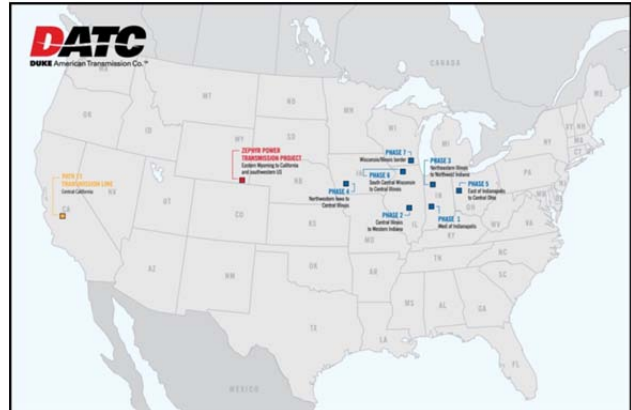 DATC
DUKE American Transmission Co.™
CANADA
WA
MT
ND
MN
ME
OR
ID
WY
SD
WI
MI
NY
ZEPHYR POWER
TRANSMISSION PROJECT
Eastern Wyoming to California
and southwestern US
PHASE 7
Wisconsin/Illinois border
PHASE 3
Northwestern Illinois
to Northwest Indiana
PHASE 6
South Central Wisconsin
to Central Illinois
PHASE 5
East of Indianapolis
to Central Ohio
PHASE 4
Northwestern Iowa to
Central Illinois
PHASE 2
Central Illinois
to Western Indiana
PHASE 1
West of Indianapolis
PATH 15
TRANSMISSION LINE
Central California
CA
NV
UT
CO
NE
KS
MO
IL
KY
WV
VA
PA
AZ
NM
OK
AR
TN
NC
SC
TX
LA
MS
AL
GA
FL
MEXICO